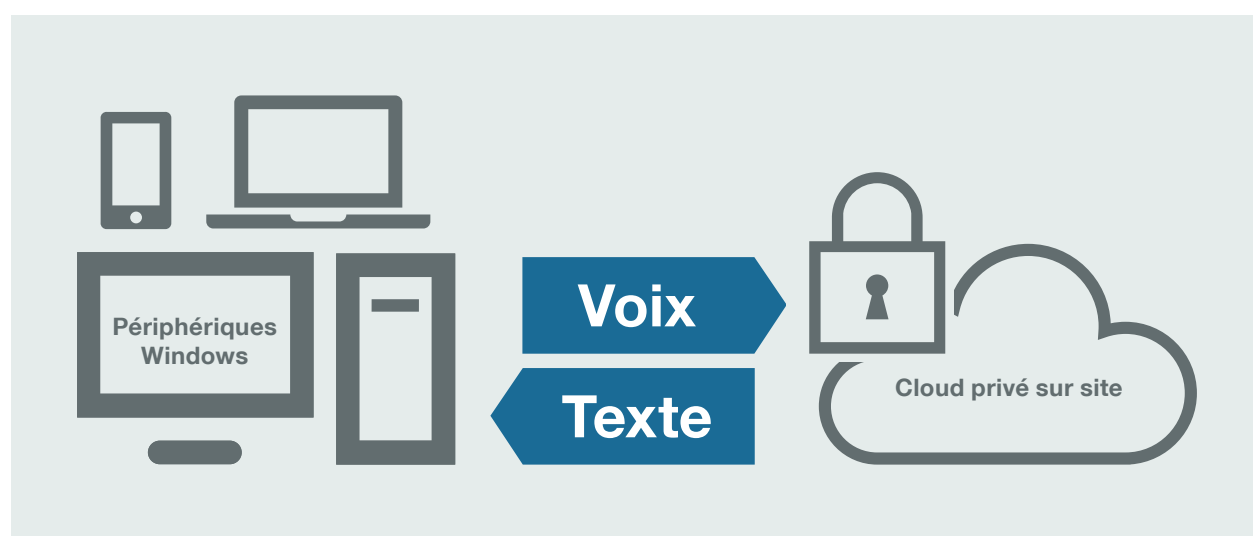 Périphériques
Windows
Voix
Texte
Cloud privé sur site